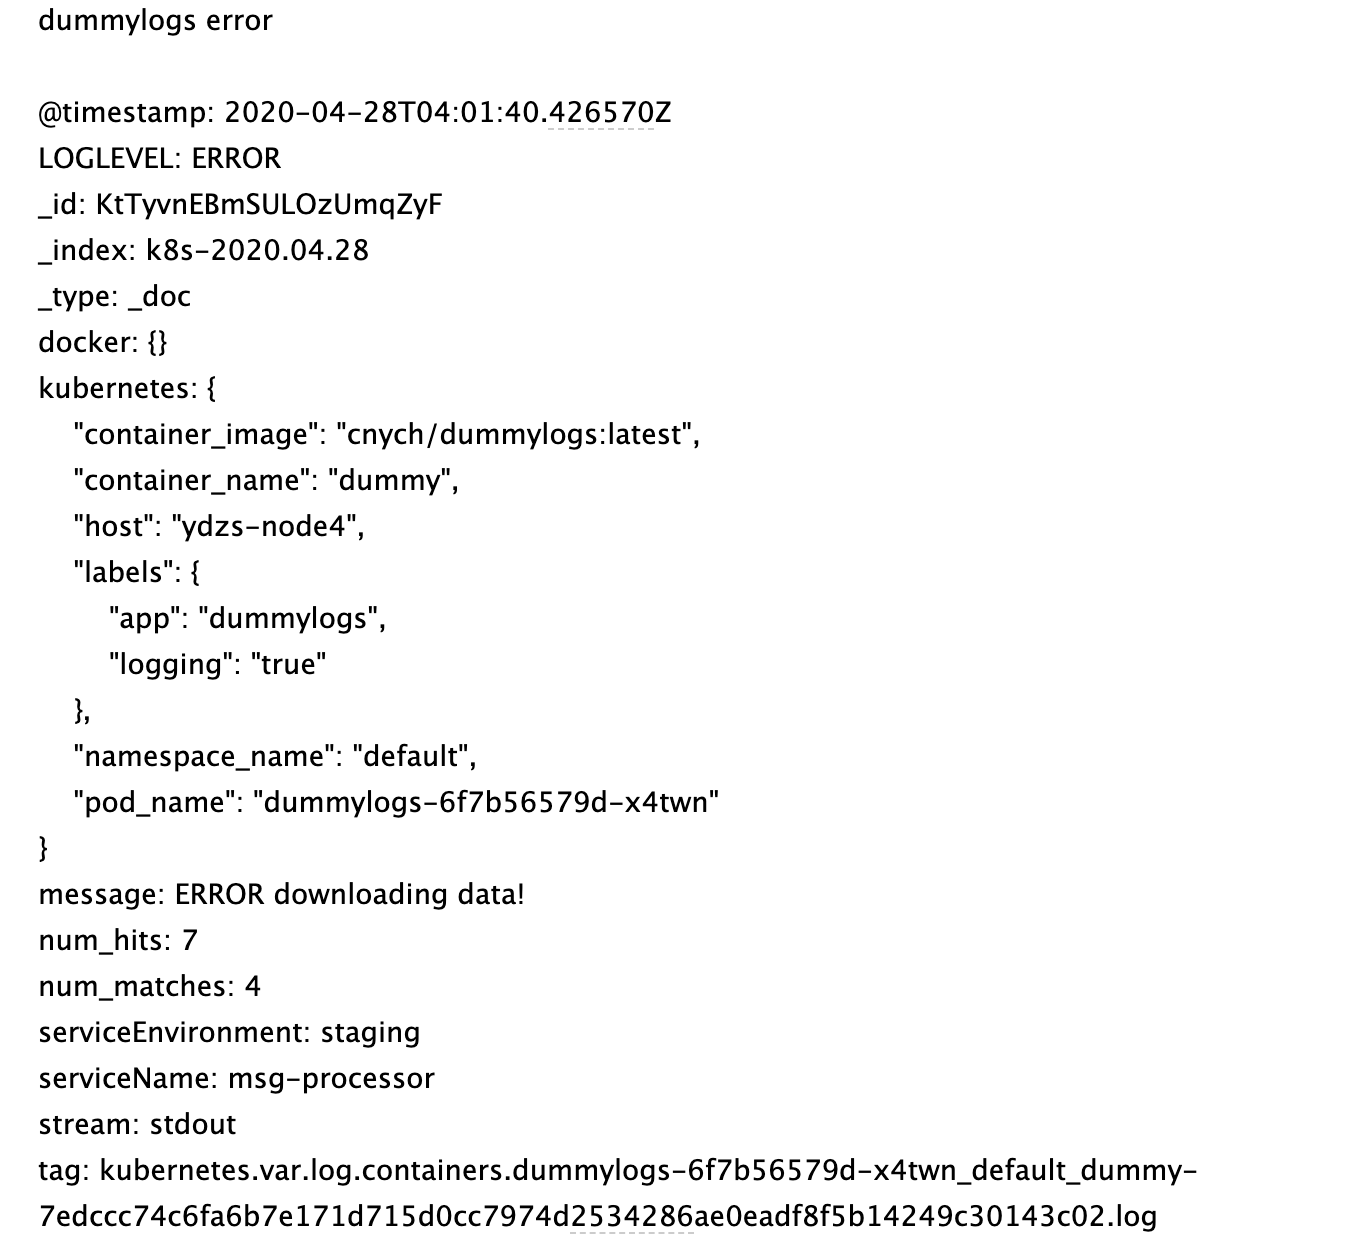 dummylogs error
@timestamp: 2020-04-28T04:01:40.426570Z
LOGLEVEL: ERROR
_id: KtTyvnEBmSULOzUmqZyF
_index: k8s-2020.04.28
_type: _doc
docker: {}
kubernetes: {
    "container_image": "cnych/dummylogs:latest",
    "container_name": "dummy",
    "host": "ydzs-node4",
    "labels": {
        "app": "dummylogs",
        "logging": "true"
    },
    "namespace_name": "default",
    "pod_name": "dummylogs-6f7b56579d-x4twn"
}
message: ERROR downloading data!
num_hits: 7
num_matches: 4
serviceEnvironment: staging
serviceName: msg-processor
stream: stdout
tag: kubernetes.var.log.containers.dummylogs-6f7b56579d-x4twn_default_dummy-
7edccc74c6fa6b7e171d715d0cc7974d2534286ae0eadf8f5b14249c30143c02.log